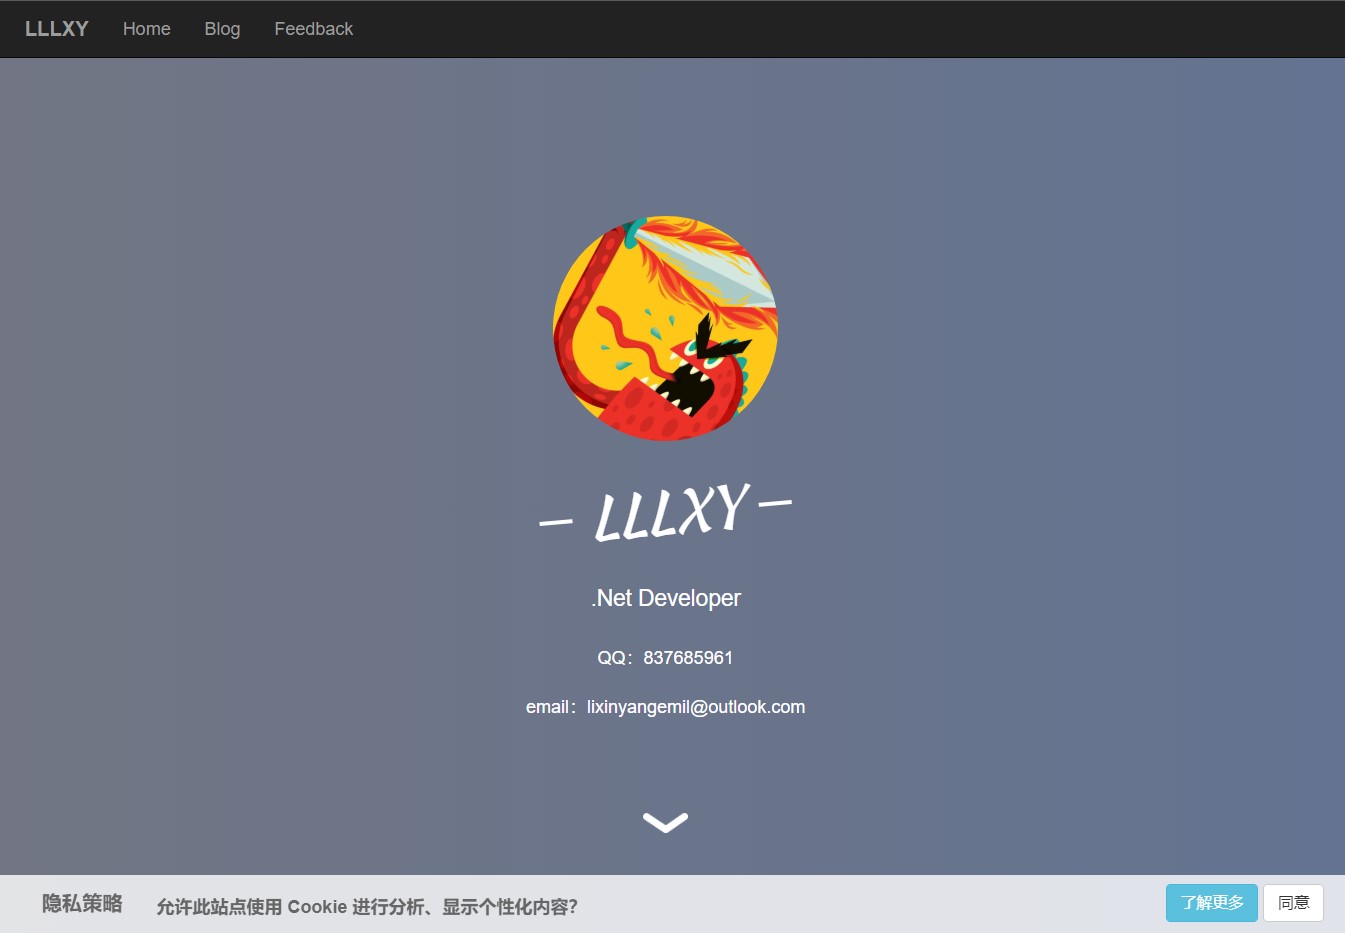 LLLXY Home Blog Feedback
— LLLXY —
.Net Developer
QQ：837685961
email：lixinyangemil@outlook.com
隐私策略 允许此站点使用 Cookie 进行分析、显示个性化内容? 了解更多 同意